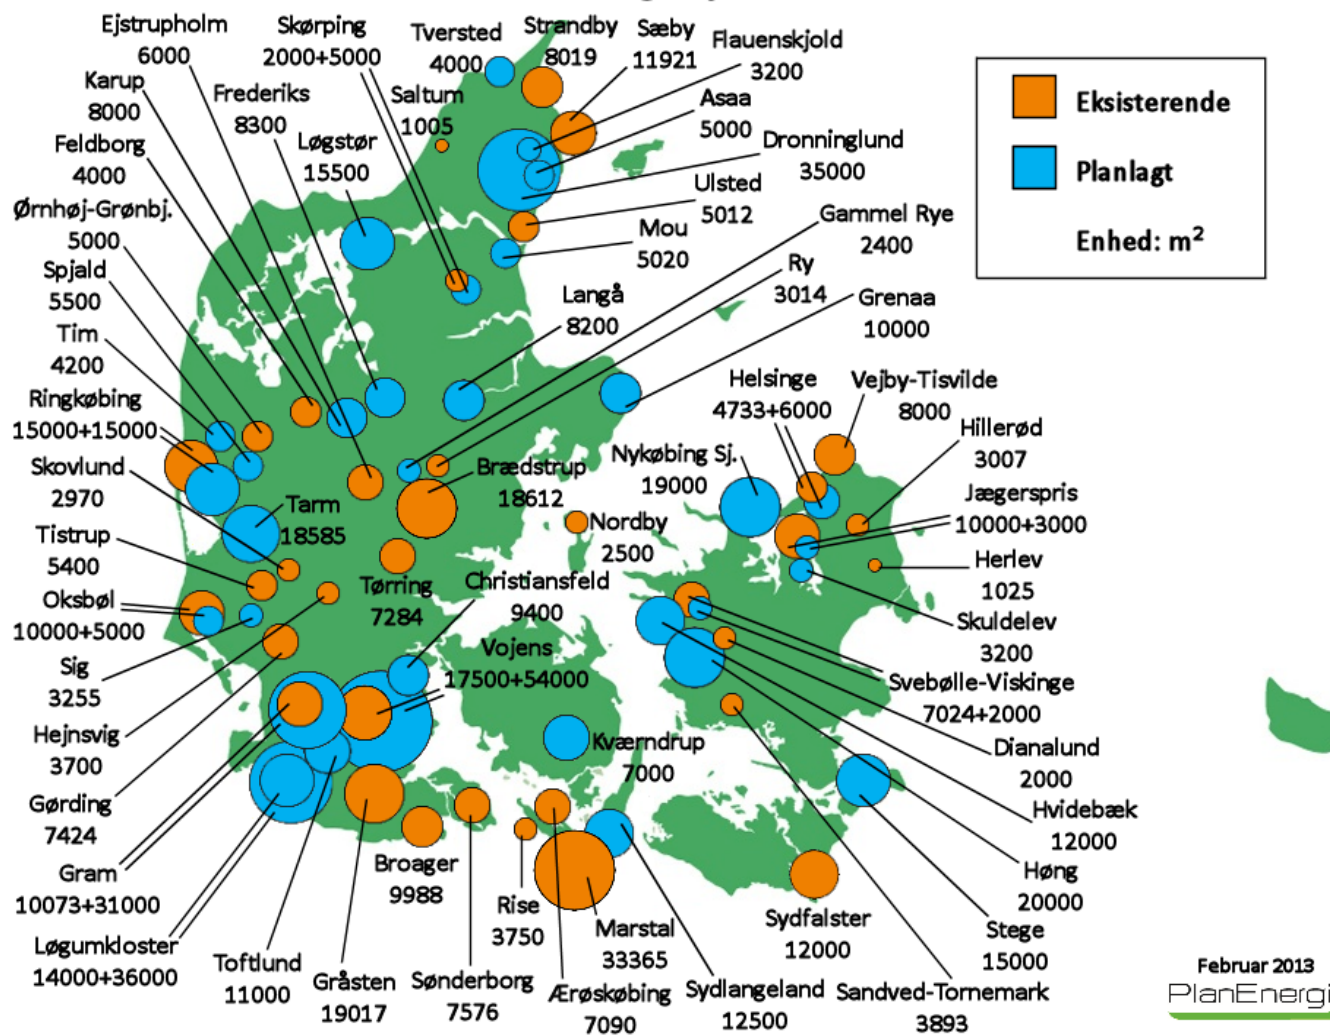 Ejstrupholm
6000
Skørping
2000+5000
Tversted
4000
Strandby
8019
Sæby
11921
Flauenskjold
3200
Karup
8000
Frederiks
8300
Saltum
1005
Asaa
5000
Feldborg
4000
Løgstør
15500
Dronninglund
35000
Ørnhøj-Grønbj.
5000
Ulsted
5012
Gammel Rye
2400
Mou
5020
Spjald
5500
Ry
3014
Langå
8200
Grenaa
10000
Tim
4200
Ringkøbing
15000+15000
Helsinge
4733+6000
Vejby-Tisvilde
8000
Hillerød
3007
Skovlund
2970
Brædstrup
18612
Nykøbing Sj.
19000
Jægerspris
10000+3000
Tarm
18585
Nordby
2500
Tistrup
5400
Herlev
1025
Tørring
7284
Christiansfeld
9400
Oksbøl
10000+5000
Skuldelev
3200
Vojens
17500+54000
Sig
3255
Svebølle-Viskinge
7024+2000
Hejnsvig
3700
Kværndrup
7000
Dianalund
2000
Gørding
7424
Hvidebæk
12000
Gram
10073+31000
Broager
9988
Høng
20000
Rise
3750
Marstal
33365
Sydfalster
12000
Stege
15000
Løgumkloster
14000+36000
Toftlund
11000
Gråsten
19017
Sønderborg
7576
Ærøskøbing
7090
Sydlangeland
12500
Sandved-Tornemark
3893
Eksisterende
Planlagt
Enhed: m²
Februar 2013
PlanEnergi